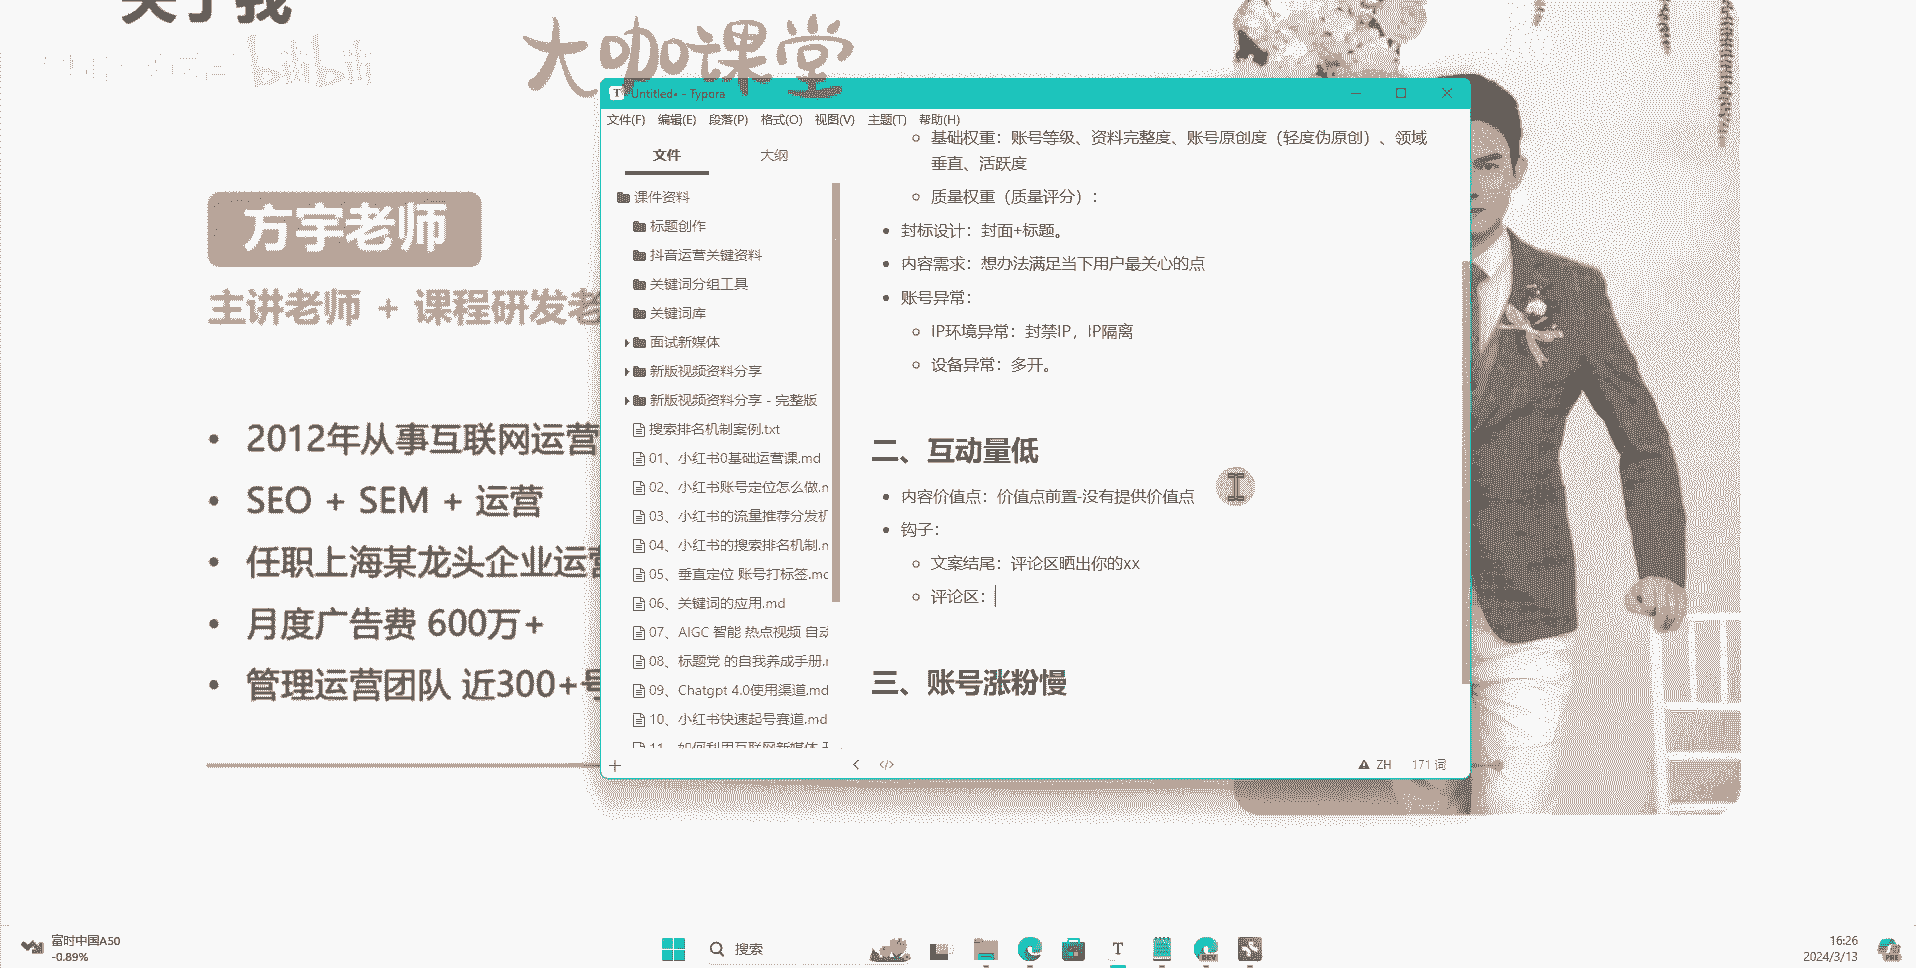 关于我
bilibili
大咖课堂
方宇老师
主讲老师 + 课程研发老
2012年从事互联网运营
SEO + SEM + 运营
任职上海某龙头企业运营
月度广告费 600万+
管理运营团队 近300+号
Untitled• - Typora
文件(F) 编辑(E) 段落(P) 格式(O) 视图(V) 主题(T) 帮助(H)
文件 大纲
课件资料
标题创作
抖音运营关键资料
关键词分组工具
关键词库
面试新媒体
新版视频资料分享
新版视频资料分享 - 完整版
搜索排名机制案例.txt
01、小红书0基础运营课.md
02、小红书账号定位怎么做.m
03、小红书的流量推荐分发机
04、小红书的搜索排名机制.m
05、垂直定位 账号打标签.mc
06、关键词的应用.md
07、AIGC 智能 热点视频 自动
08、标题党 的自我养成手册.m
09、Chatgpt 4.0使用渠道.md
10、小红书快速起号赛道.md
11、如何利用互联网新媒体
基础权重：账号等级、资料完整度、账号原创度（轻度伪原创）、领域
垂直、活跃度
质量权重（质量评分）：
封标设计：封面+标题。
内容需求：想办法满足当下用户最关心的点
账号异常：
IP环境异常：封禁IP，IP隔离
设备异常：多开。
二、互动量低
内容价值点：价值点前置-没有提供价值点
钩子：
文案结尾：评论区晒出你的xx
评论区：
三、账号涨粉慢
ZH 171 词
富时中国A50
-0.89%
搜索
16:26
2024/3/13